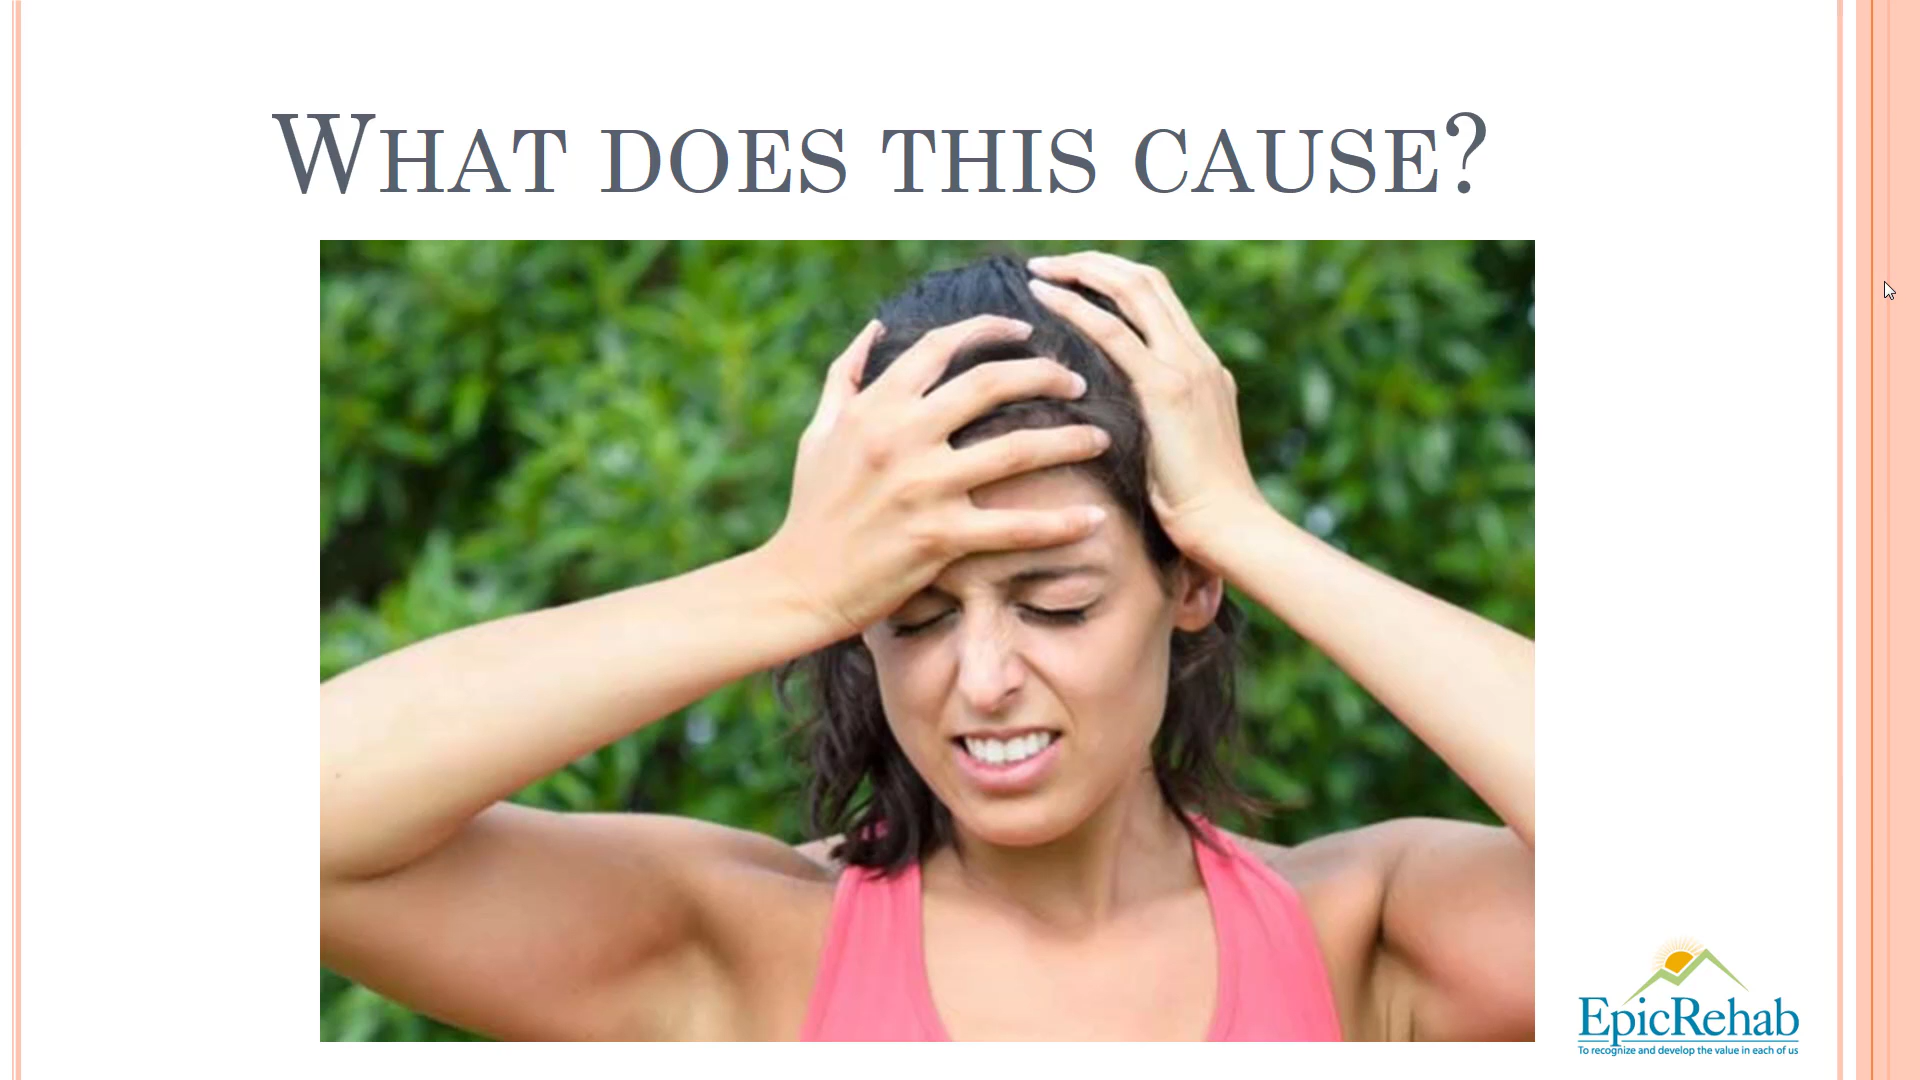 What does this cause?
EpicRehab
To recognize and develop the value in each of us